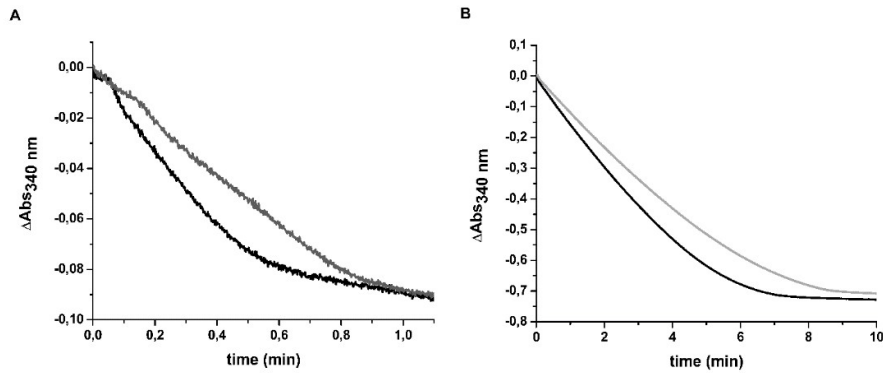 A
0,00
-0,02
-0,04
-0,06
-0,08
-0,10
ΔAbs340 nm
0,0 0,2 0,4 0,6 0,8 1,0
time (min)
B
0,1
0,0
-0,1
-0,2
-0,3
-0,4
-0,5
-0,6
-0,7
-0,8
ΔAbs340 nm
0 2 4 6 8 10
time (min)